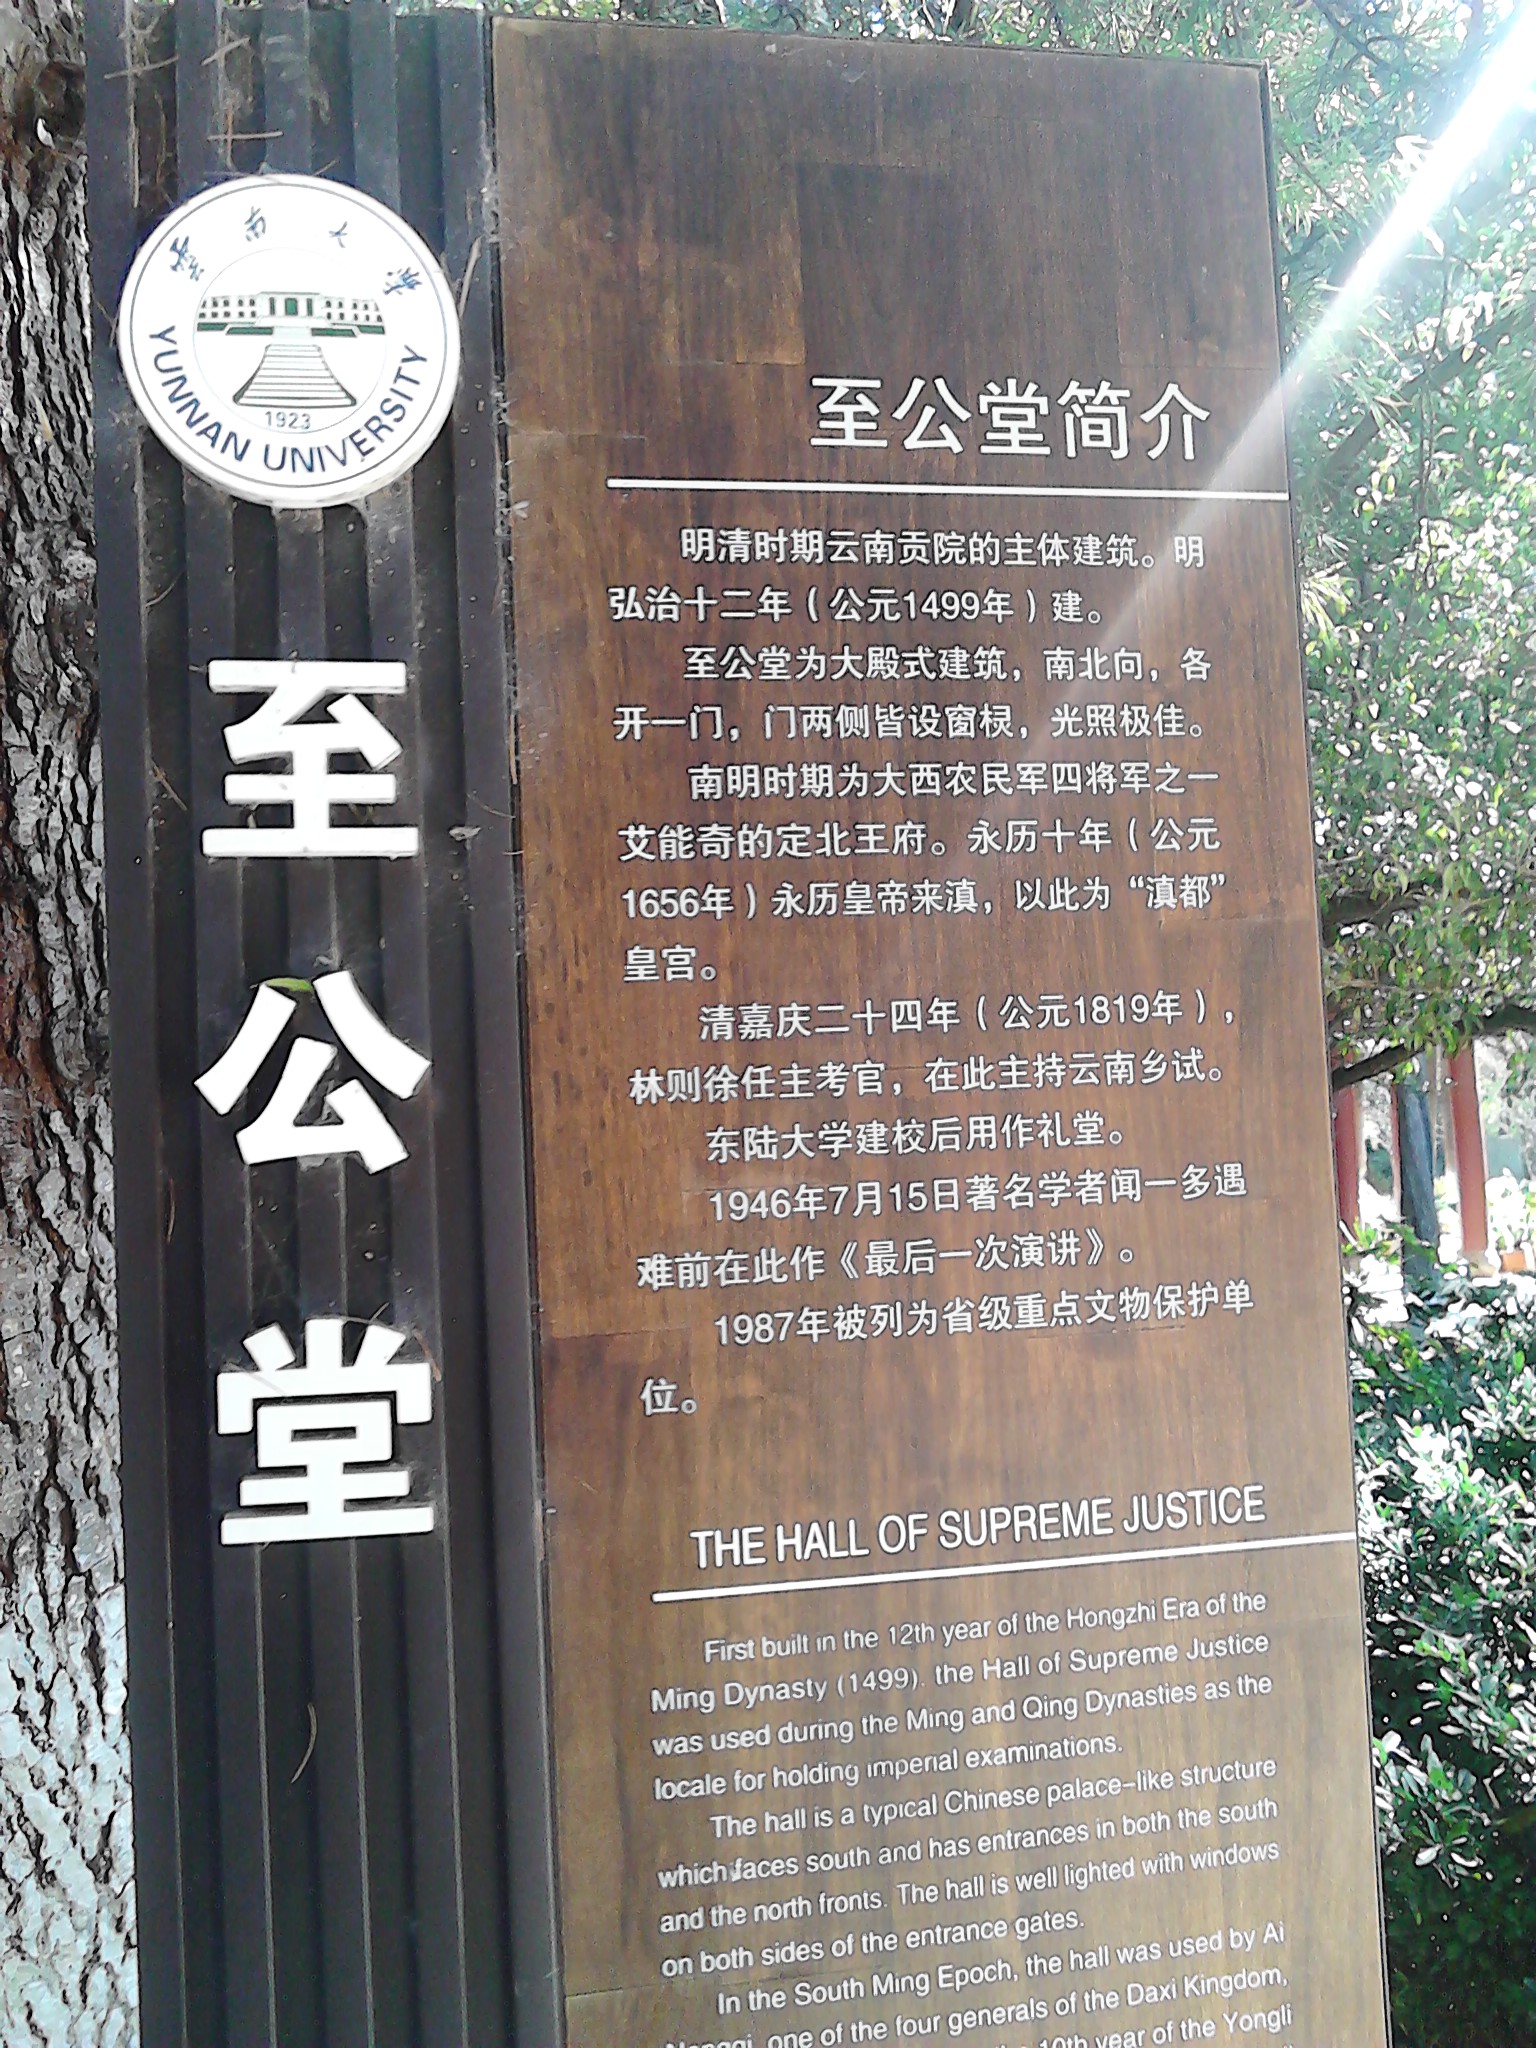 云南大学
1923
YUNNAN UNIVERSITY
至公堂
至公堂简介
明清时期云南贡院的主体建筑。明
弘治十二年（公元1499年）建。
至公堂为大殿式建筑，南北向，各
开一门，门两侧皆设窗棂，光照极佳。
南明时期为大西农民军四将军之一
艾能奇的定北王府。永历十年（公元
1656年）永历皇帝来滇，以此为“滇都”
皇宫。
清嘉庆二十四年（公元1819年），
林则徐任主考官，在此主持云南乡试。
东陆大学建校后用作礼堂。
1946年7月15日著名学者闻一多遇
难前在此作《最后一次演讲》。
1987年被列为省级重点文物保护单
位。
THE HALL OF SUPREME JUSTICE
First built in the 12th year of the Hongzhi Era of the
Ming Dynasty (1499). the Hall of Supreme Justice
was used during the Ming and Qing Dynasties as the
locale for holding imperial examinations.
The hall is a typical Chinese palace-like structure
which faces south and has entrances in both the south
and the north fronts. The hall is well lighted with windows
on both sides of the entrance gates.
In the South Ming Epoch, the hall was used by Ai
Nengqi, one of the four generals of the Daxi Kingdom,
10th year of the Yongli